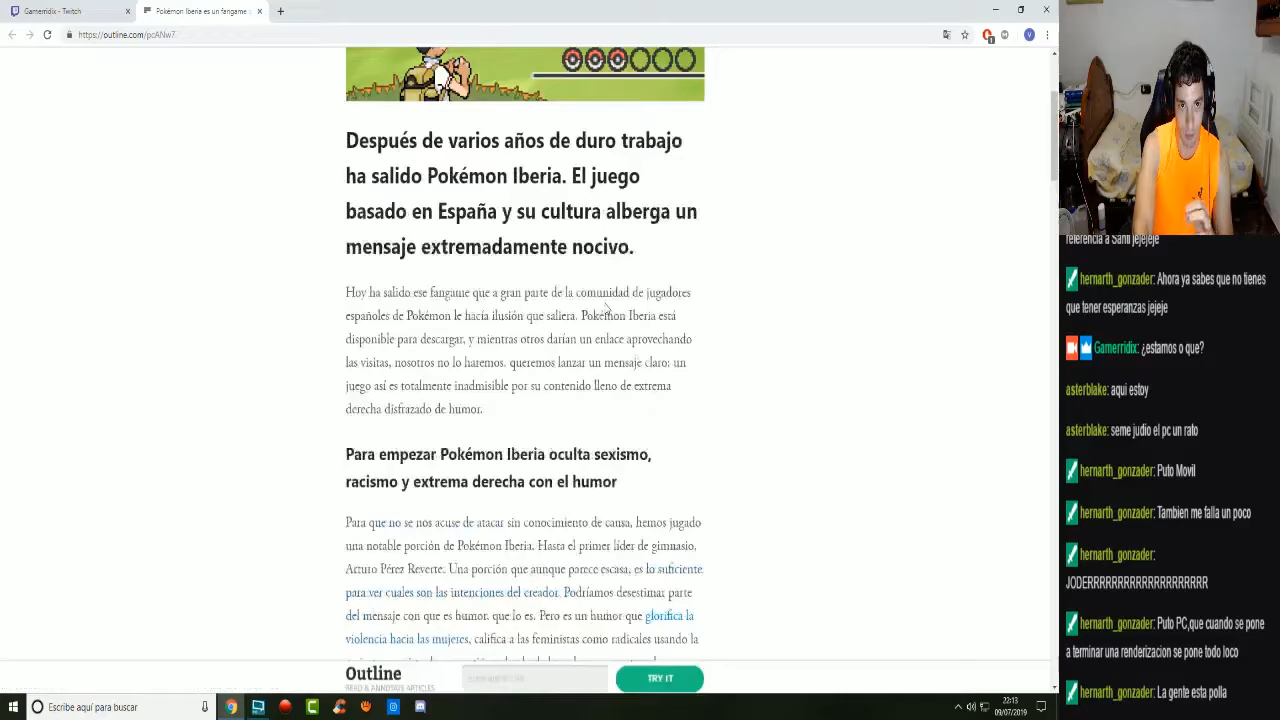 Gamerridix - Twitch
Pokémon Iberia es un fangame
https://outline.com/pcANw7
Después de varios años de duro trabajo
ha salido Pokémon Iberia. El juego
basado en España y su cultura alberga un
mensaje extremadamente nocivo.
Hoy ha salido ese fangame que a gran parte de la comunidad de jugadores
españoles de Pokémon le hacía ilusión que saliera. Pokémon Iberia está
disponible para descargar, y mientras otros darían un enlace aprovechando
las visitas, nosotros no lo haremos. queremos lanzar un mensaje claro: un
juego así es totalmente inadmisible por su contenido lleno de extrema
derecha disfrazado de humor.
Para empezar Pokémon Iberia oculta sexismo,
racismo y extrema derecha con el humor
Para que no se nos acuse de atacar sin conocimiento de causa, hemos jugado
una notable porción de Pokémon Iberia. Hasta el primer líder de gimnasio,
Arturo Pérez Reverte. Una porción que aunque parece escasa, es lo suficiente
para ver cuales son las intenciones del creador. Podríamos desestimar parte
del mensaje con que es humor, que lo es. Pero es un humor que glorifica la
violencia hacia las mujeres, califica a las feministas como radicales usando la
Outline
READ & ANNOTATE ARTICLES
TRY IT
referencia a Santi jejejeje
hernarth_gonzader: Ahora ya sabes que no tienes
que tener esperanzas jejeje
Gamerridix: ¿estamos o que?
asterblake: aqui estoy
asterblake: seme judio el pc un rato
hernarth_gonzader: Puto Movil
hernarth_gonzader: Tambien me falla un poco
hernarth_gonzader:
JODERRRRRRRRRRRRRRRRRRR
hernarth_gonzader: Puto PC,que cuando se pone
a terminar una renderizacion se pone todo loco
hernarth_gonzader: La gente esta polla
Escribe aquí para buscar
22:13
09/07/2019